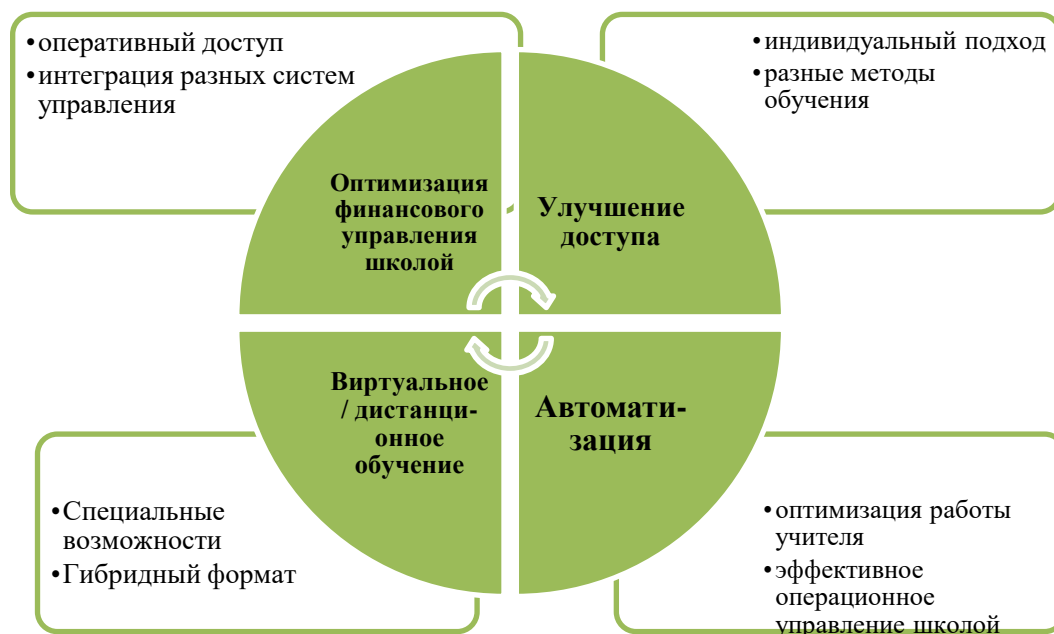 •оперативный доступ
•интеграция разных систем
управления
•индивидуальный подход
•разные методы
обучения
Оптимизация
финансового
управления
школой
Улучшение
доступа
Виртуальное
/ дистанци-
онное
обучение
Автомати-
зация
•Специальные
возможности
•Гибридный формат
•оптимизация работы
учителя
•эффективное
операционное
управление школой